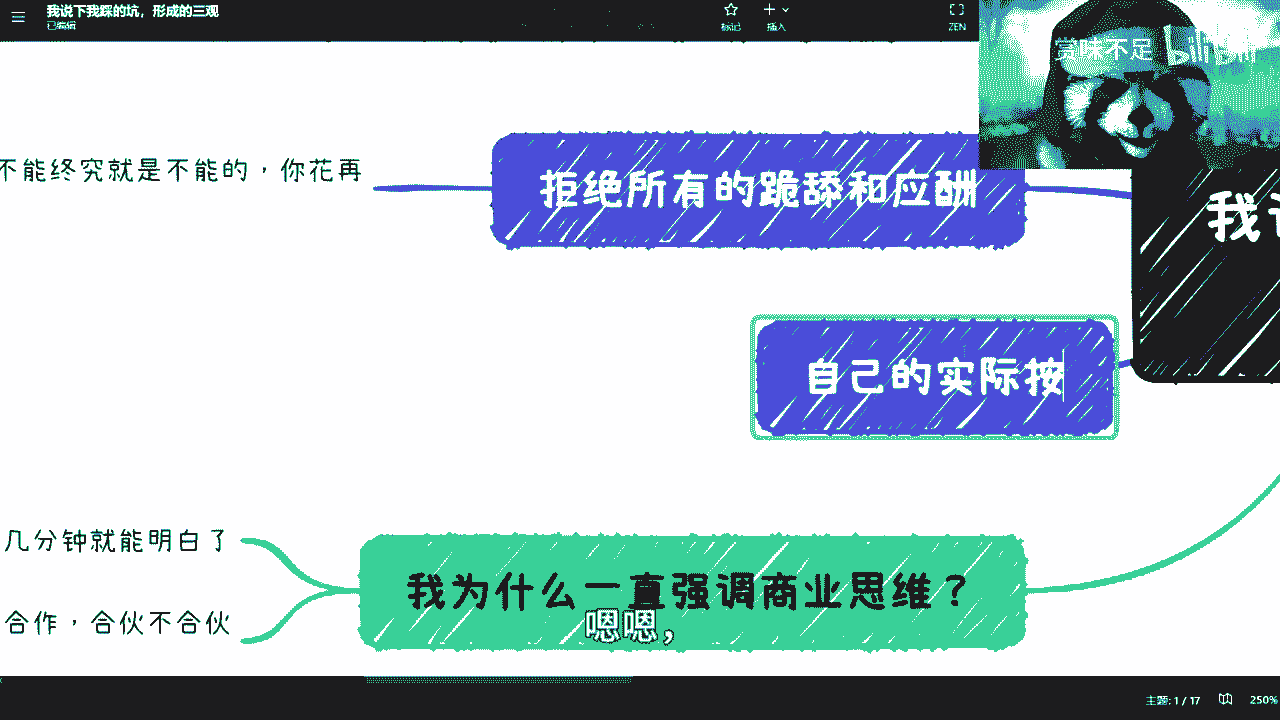 我说下我踩的坑，形成的三观
已编辑
标记
插入
ZEN
赏味不足 bilibili
不能终究就是不能的，你花再
拒绝所有的跪舔和应酬
我
自己的实际按
几分钟就能明白了
我为什么一直强调商业思维？
合作，合伙不合伙
嗯嗯，
主题: 1 / 17
250%